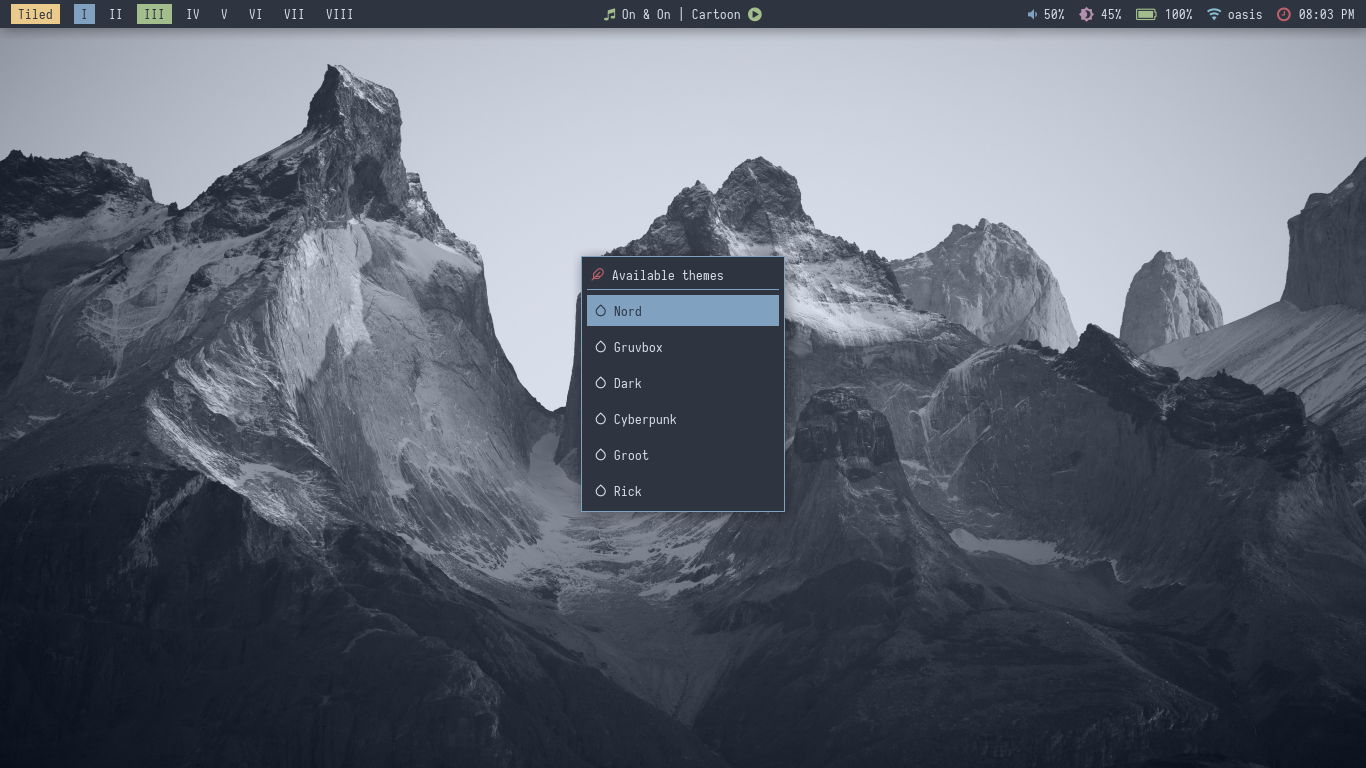 Tiled I II III IV V VI VII VIII On & On | Cartoon 50% 45% 100% oasis 08:03 PM
Available themes
Nord
Gruvbox
Dark
Cyberpunk
Groot
Rick